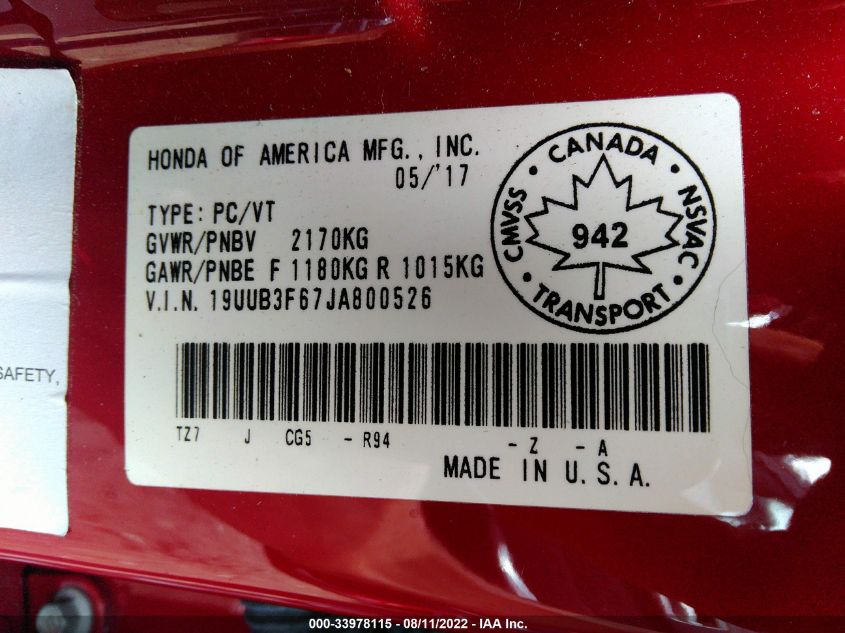 HONDA OF AMERICA MFG., INC.
05/'17
TYPE: PC/VT
GVWR/PNBV 2170KG
GAWR/PNBE F 1180KG R 1015KG
V.I.N. 19UUB3F67JA800526
CANADA
CMVSS
NSVAC
942
TRANSPORT
SAFETY,
TZ7 J CG5 -R94 -Z -A
MADE IN U.S.A.
000-33978115 - 08/11/2022 - IAA Inc.